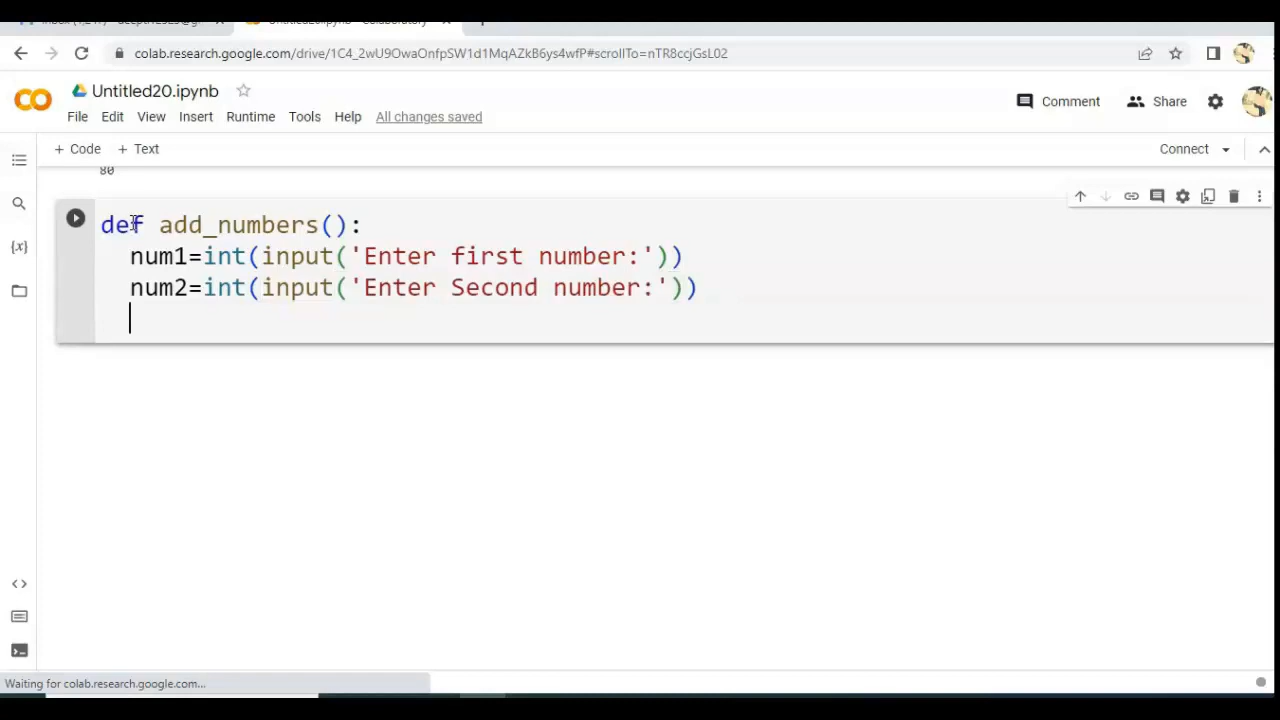 colab.research.google.com/drive/1C4_2wU9OwaOnfpSW1d1MqAZkB6ys4wfP#scrollTo=nTR8ccjGsL02
Untitled20.ipynb
Comment
Share
File Edit View Insert Runtime Tools Help All changes saved
+ Code + Text
Connect
80
def add_numbers():
num1=int(input('Enter first number:'))
num2=int(input('Enter Second number:'))
{x}
Waiting for colab.research.google.com...